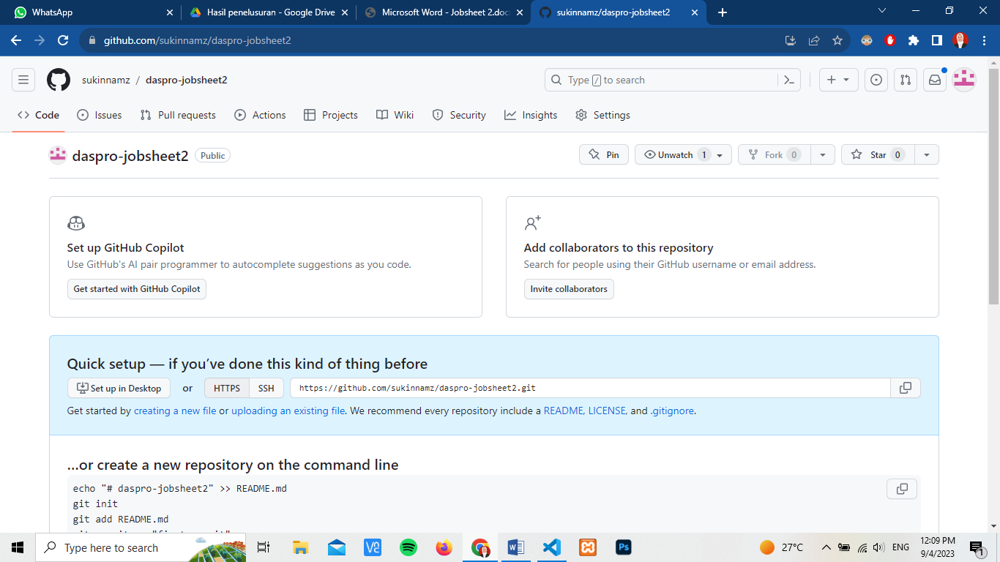 WhatsApp
Hasil penelusuran - Google Drive
Microsoft Word - Jobsheet 2.doc
sukinnamz/daspro-jobsheet2
github.com/sukinnamz/daspro-jobsheet2
sukinnamz / daspro-jobsheet2
Type / to search
Code Issues Pull requests Actions Projects Wiki Security Insights Settings
daspro-jobsheet2 Public
Pin Unwatch 1 Fork 0 Star 0
Set up GitHub Copilot
Use GitHub's AI pair programmer to autocomplete suggestions as you code.
Get started with GitHub Copilot
Add collaborators to this repository
Search for people using their GitHub username or email address.
Invite collaborators
Quick setup — if you’ve done this kind of thing before
Set up in Desktop or HTTPS SSH https://github.com/sukinnamz/daspro-jobsheet2.git
Get started by creating a new file or uploading an existing file. We recommend every repository include a README, LICENSE, and .gitignore.
…or create a new repository on the command line
echo "# daspro-jobsheet2" >> README.md
git init
git add README.md
Type here to search
27°C ENG
12:09 PM
9/4/2023
1
V2
Ps